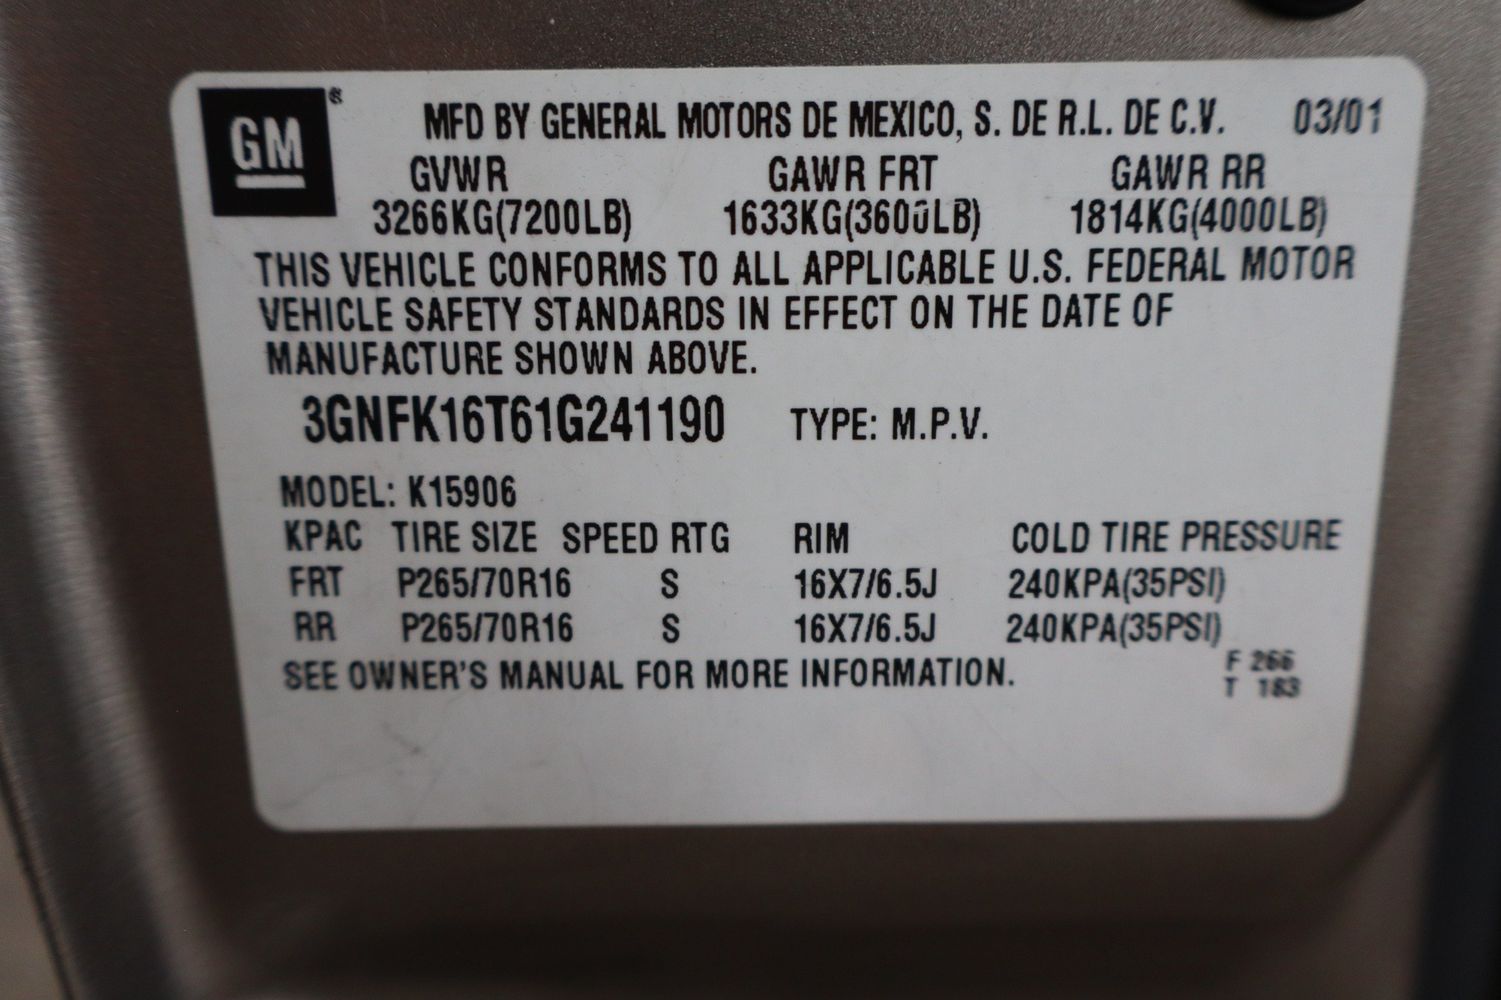 GM®
MFD BY GENERAL MOTORS DE MEXICO, S. DE R.L. DE C.V. 03/01
GVWR GAWR FRT GAWR RR
3266KG(7200LB) 1633KG(3600LB) 1814KG(4000LB)
THIS VEHICLE CONFORMS TO ALL APPLICABLE U.S. FEDERAL MOTOR
VEHICLE SAFETY STANDARDS IN EFFECT ON THE DATE OF
MANUFACTURE SHOWN ABOVE.
3GNFK16T61G241190 TYPE: M.P.V.
MODEL: K15906
KPAC TIRE SIZE SPEED RTG RIM COLD TIRE PRESSURE
FRT P265/70R16 S 16X7/6.5J 240KPA(35PSI)
RR P265/70R16 S 16X7/6.5J 240KPA(35PSI)
SEE OWNER'S MANUAL FOR MORE INFORMATION.
F 266
T 183